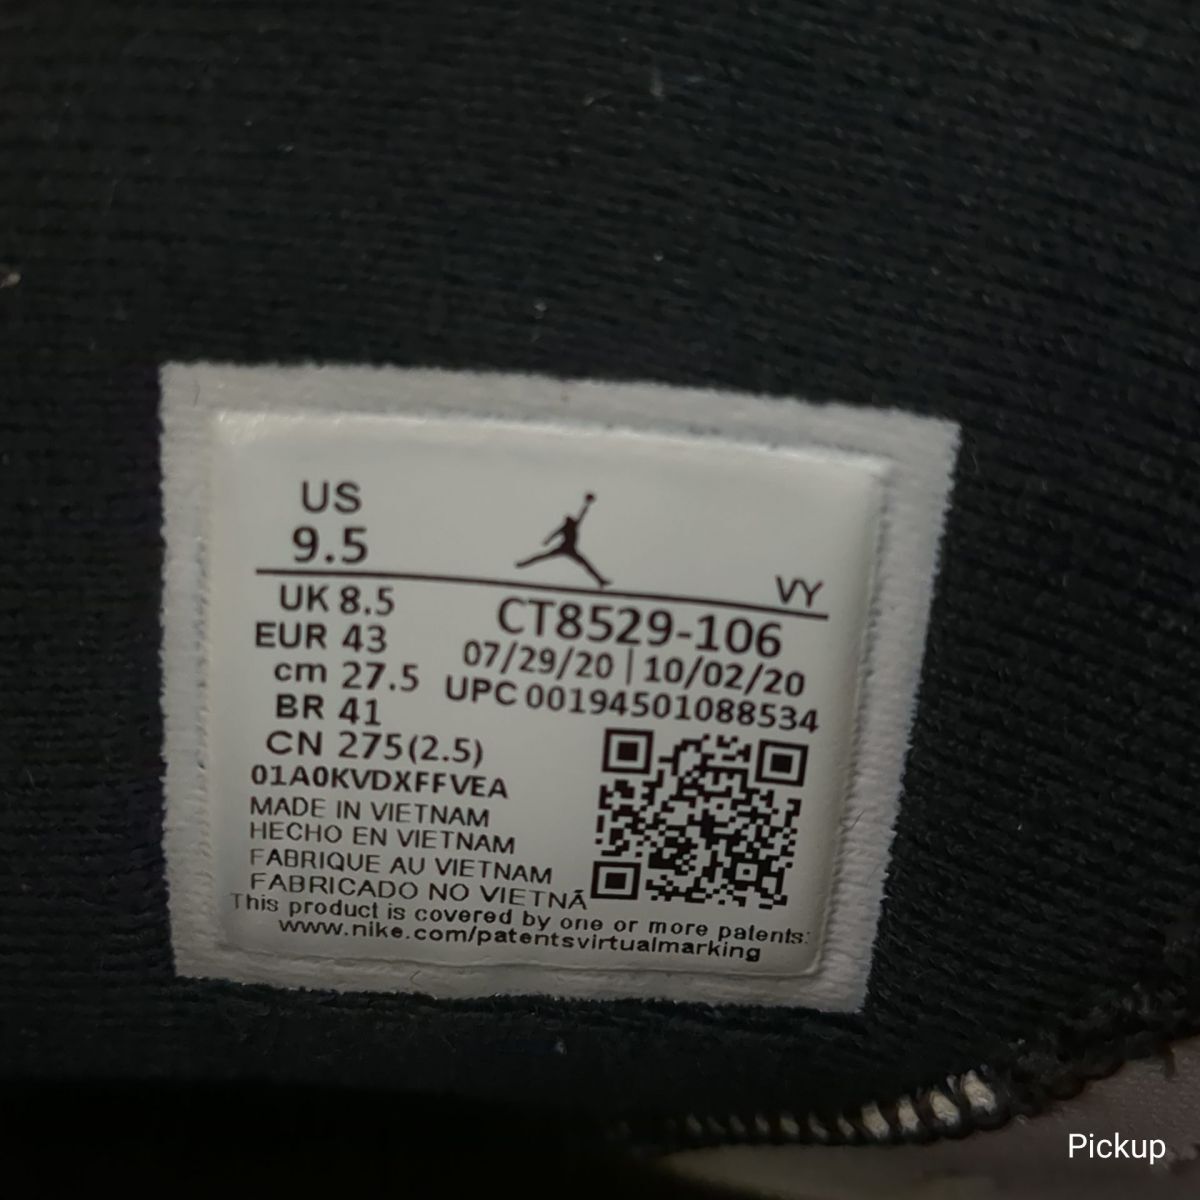 US
9.5
VY
UK 8.5
EUR 43
cm 27.5
BR 41
CN 275(2.5)
CT8529-106
07/29/20 | 10/02/20
UPC 00194501088534
01A0KVDXFFVEA
MADE IN VIETNAM
HECHO EN VIETNAM
FABRIQUE AU VIETNAM
FABRICADO NO VIETNÃ
This product is covered by one or more patents:
www.nike.com/patentsvirtualmarking
Pickup